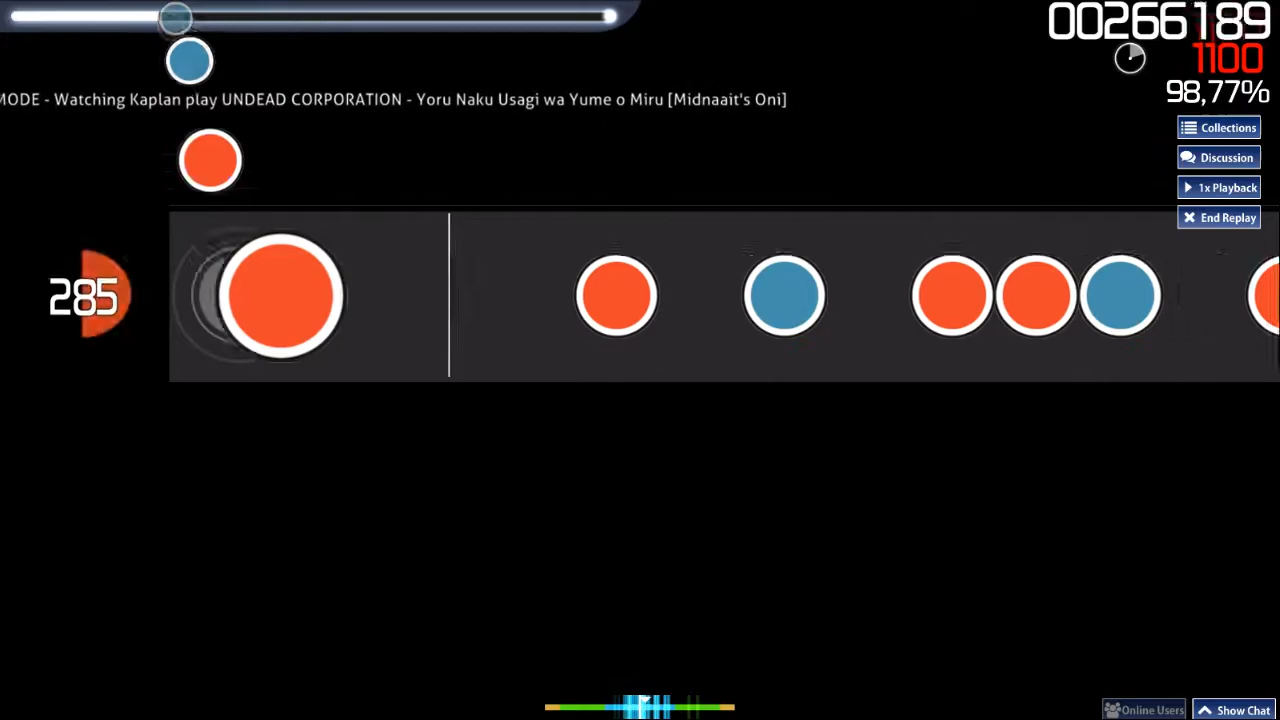 00266189
1100
98,77%
MODE - Watching Kaplan play UNDEAD CORPORATION - Yoru Naku Usagi wa Yume o Miru [Midnaait's Oni]
Collections
Discussion
1x Playback
End Replay
285
Online Users
Show Chat